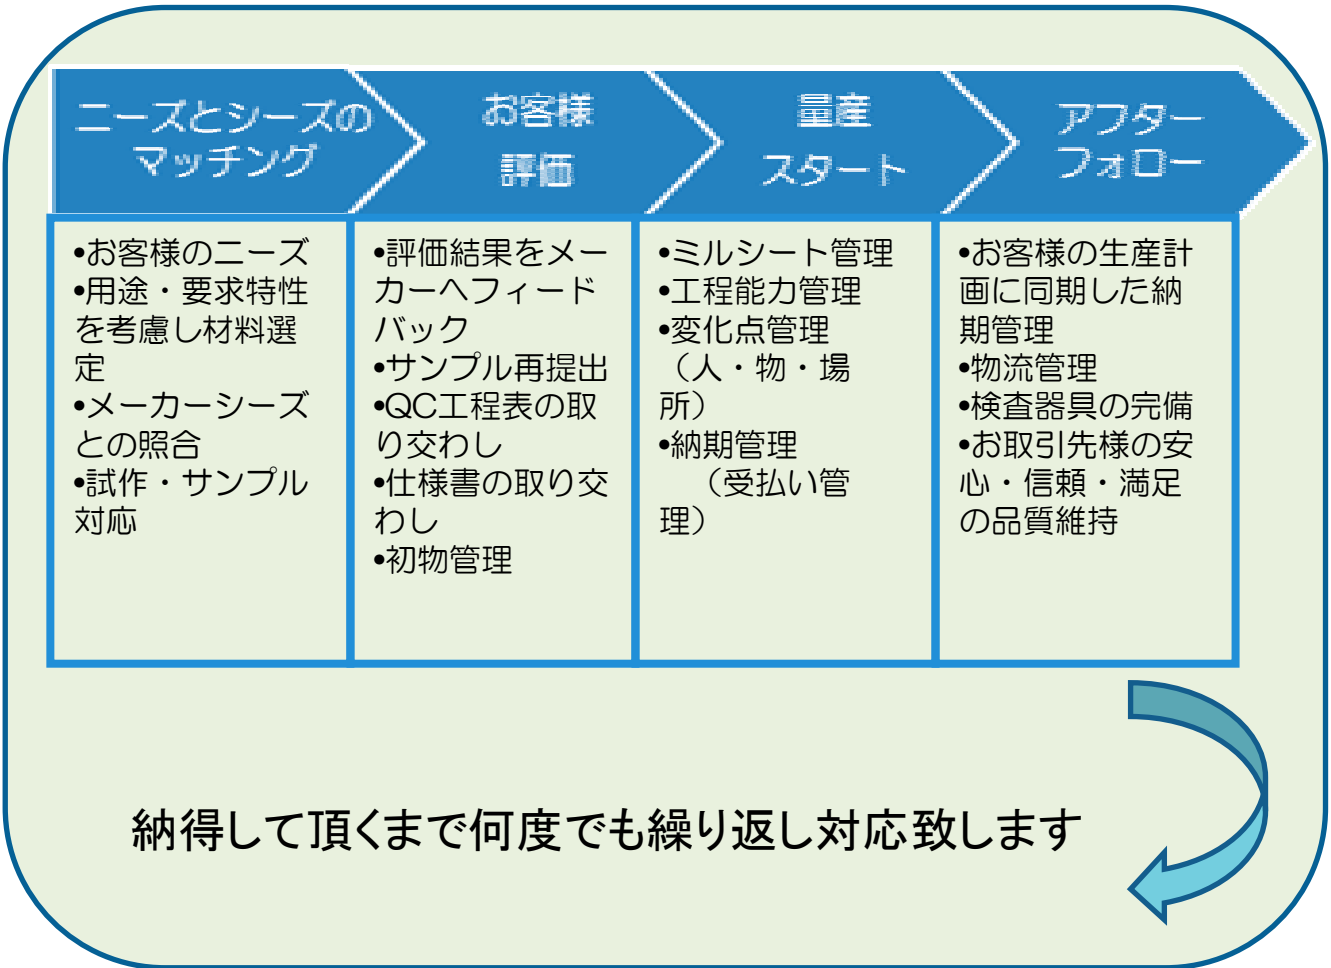 ニーズとシーズの
マッチング
お客様
評価
量産
スタート
アフター
フォロー
•お客様のニーズ
•用途・要求特性
を考慮し材料選
定
•メーカーシーズ
との照合
•試作・サンプル
対応
•評価結果をメー
カーへフィード
バック
•サンプル再提出
•QC工程表の取
り交わし
•仕様書の取り交
わし
•初物管理
•ミルシート管理
•工程能力管理
•変化点管理
（人・物・場
所）
•納期管理
（受払い管
理）
•お客様の生産計
画に同期した納
期管理
•物流管理
•検査器具の完備
•お取引先様の安
心・信頼・満足
の品質維持
納得して頂くまで何度でも繰り返し対応致します